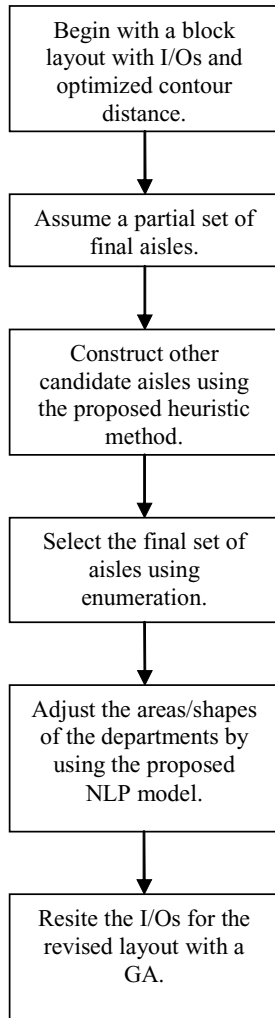 Begin with a block
layout with I/Os and
optimized contour
distance.
Assume a partial set of
final aisles.
Construct other
candidate aisles using
the proposed heuristic
method.
Select the final set of
aisles using
enumeration.
Adjust the areas/shapes
of the departments by
using the proposed
NLP model.
Resite the I/Os for the
revised layout with a
GA.